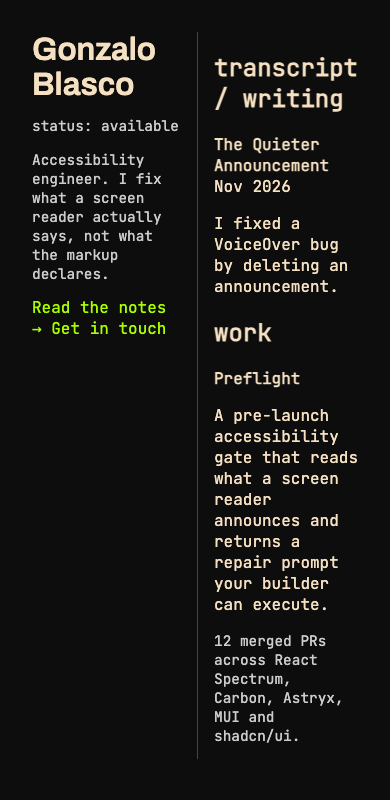 Gonzalo
Blasco
status: available
Accessibility
engineer. I fix
what a screen
reader actually
says, not what
the markup
declares.
Read the notes
→ Get in touch
transcript
/ writing
The Quieter
Announcement
Nov 2026
I fixed a
VoiceOver bug
by deleting an
announcement.
work
Preflight
A pre-launch
accessibility
gate that reads
what a screen
reader
announces and
returns a
repair prompt
your builder
can execute.
12 merged PRs
across React
Spectrum,
Carbon, Astryx,
MUI and
shadcn/ui.